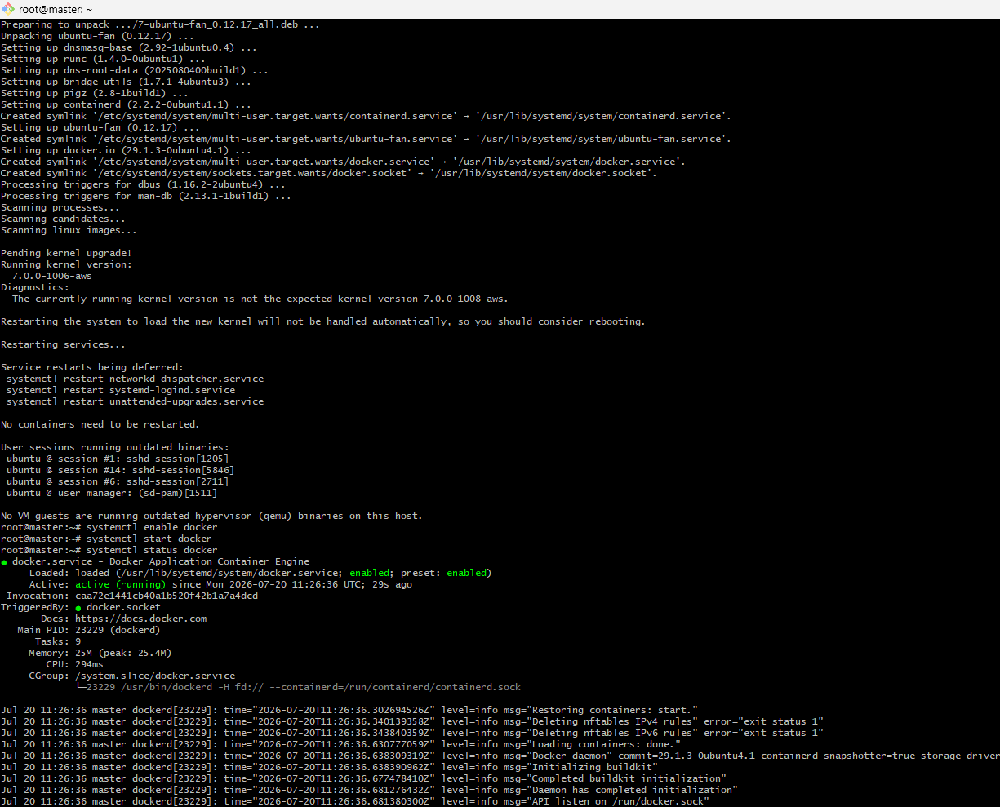 root@master: ~
Preparing to unpack .../7-ubuntu-fan_0.12.17_all.deb ...
Unpacking ubuntu-fan (0.12.17) ...
Setting up dnsmasq-base (2.92-1ubuntu0.4) ...
Setting up runc (1.4.0-0ubuntu1) ...
Setting up dns-root-data (2025080400build1) ...
Setting up bridge-utils (1.7.1-4ubuntu3) ...
Setting up pigz (2.8-1build1) ...
Setting up containerd (2.2.2-0ubuntu1.1) ...
Created symlink '/etc/systemd/system/multi-user.target.wants/containerd.service' → '/usr/lib/systemd/system/containerd.service'.
Setting up ubuntu-fan (0.12.17) ...
Created symlink '/etc/systemd/system/multi-user.target.wants/ubuntu-fan.service' → '/usr/lib/systemd/system/ubuntu-fan.service'.
Setting up docker.io (29.1.3-0ubuntu4.1) ...
Created symlink '/etc/systemd/system/multi-user.target.wants/docker.service' → '/usr/lib/systemd/system/docker.service'.
Created symlink '/etc/systemd/system/sockets.target.wants/docker.socket' → '/usr/lib/systemd/system/docker.socket'.
Processing triggers for dbus (1.16.2-2ubuntu4) ...
Processing triggers for man-db (2.13.1-1build1) ...
Scanning processes...
Scanning candidates...
Scanning linux images...
Pending kernel upgrade!
Running kernel version:
  7.0.0-1006-aws
Diagnostics:
  The currently running kernel version is not the expected kernel version 7.0.0-1008-aws.
Restarting the system to load the new kernel will not be handled automatically, so you should consider rebooting.
Restarting services...
Service restarts being deferred:
 systemctl restart networkd-dispatcher.service
 systemctl restart systemd-logind.service
 systemctl restart unattended-upgrades.service
No containers need to be restarted.
User sessions running outdated binaries:
 ubuntu @ session #1: sshd-session[1205]
 ubuntu @ session #14: sshd-session[5846]
 ubuntu @ session #6: sshd-session[2711]
 ubuntu @ user manager: (sd-pam)[1511]
No VM guests are running outdated hypervisor (qemu) binaries on this host.
root@master:~# systemctl enable docker
root@master:~# systemctl start docker
root@master:~# systemctl status docker
● docker.service - Docker Application Container Engine
     Loaded: loaded (/usr/lib/systemd/system/docker.service; enabled; preset: enabled)
     Active: active (running) since Mon 2026-07-20 11:26:36 UTC; 29s ago
 Invocation: caa72e1441cb40a1b520f42b1a7a4dcd
TriggeredBy: ● docker.socket
       Docs: https://docs.docker.com
   Main PID: 23229 (dockerd)
      Tasks: 9
     Memory: 25M (peak: 25.4M)
        CPU: 294ms
     CGroup: /system.slice/docker.service
             └─23229 /usr/bin/dockerd -H fd:// --containerd=/run/containerd/containerd.sock
Jul 20 11:26:36 master dockerd[23229]: time="2026-07-20T11:26:36.302694526Z" level=info msg="Restoring containers: start."
Jul 20 11:26:36 master dockerd[23229]: time="2026-07-20T11:26:36.340139358Z" level=info msg="Deleting nftables IPv4 rules" error="exit status 1"
Jul 20 11:26:36 master dockerd[23229]: time="2026-07-20T11:26:36.343840359Z" level=info msg="Deleting nftables IPv6 rules" error="exit status 1"
Jul 20 11:26:36 master dockerd[23229]: time="2026-07-20T11:26:36.630777059Z" level=info msg="Loading containers: done."
Jul 20 11:26:36 master dockerd[23229]: time="2026-07-20T11:26:36.638309319Z" level=info msg="Docker daemon" commit=29.1.3-0ubuntu4.1 containerd-snapshotter=true storage-driver
Jul 20 11:26:36 master dockerd[23229]: time="2026-07-20T11:26:36.638390962Z" level=info msg="Initializing buildkit"
Jul 20 11:26:36 master dockerd[23229]: time="2026-07-20T11:26:36.677478410Z" level=info msg="Completed buildkit initialization"
Jul 20 11:26:36 master dockerd[23229]: time="2026-07-20T11:26:36.681276432Z" level=info msg="Daemon has completed initialization"
Jul 20 11:26:36 master dockerd[23229]: time="2026-07-20T11:26:36.681380300Z" level=info msg="API listen on /run/docker.sock"